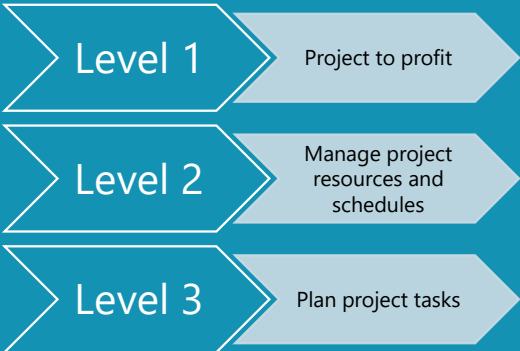 Level 1
Project to profit
Level 2
Manage project
resources and
schedules
Level 3
Plan project tasks